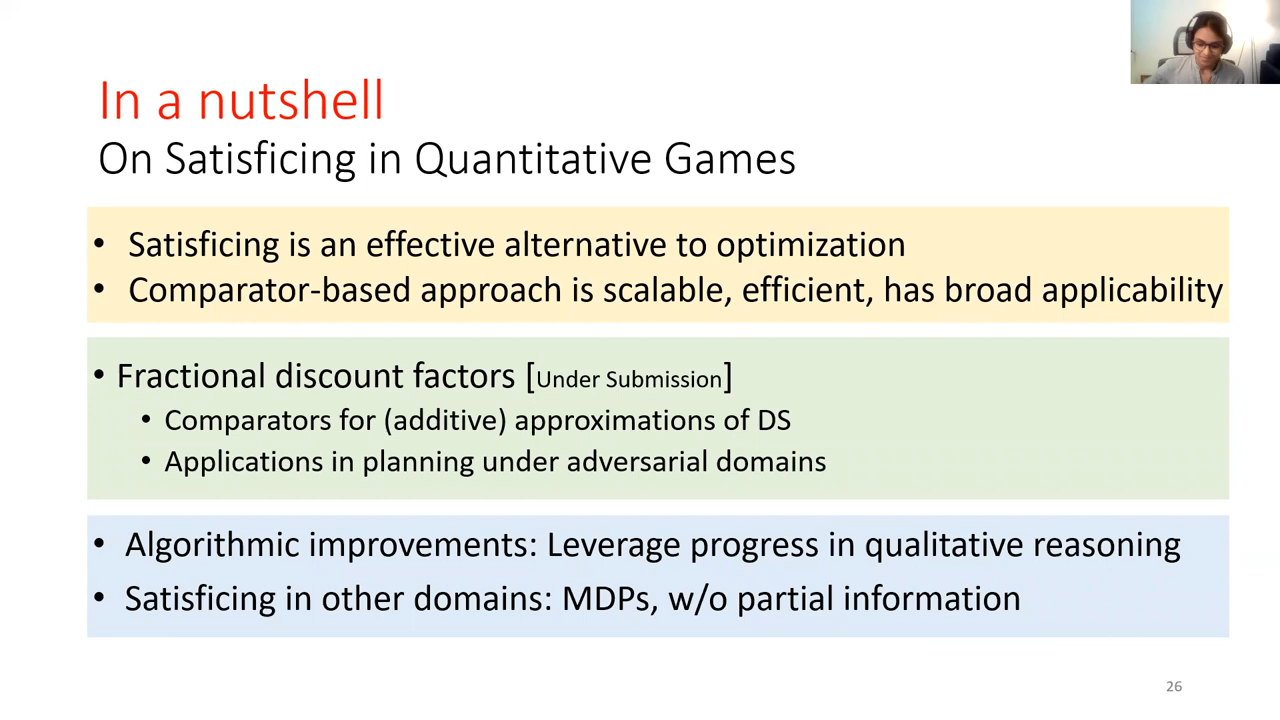 In a nutshell
On Satisficing in Quantitative Games
• Satisficing is an effective alternative to optimization
• Comparator-based approach is scalable, efficient, has broad applicability
• Fractional discount factors [Under Submission]
• Comparators for (additive) approximations of DS
• Applications in planning under adversarial domains
• Algorithmic improvements: Leverage progress in qualitative reasoning
• Satisficing in other domains: MDPs, w/o partial information
26